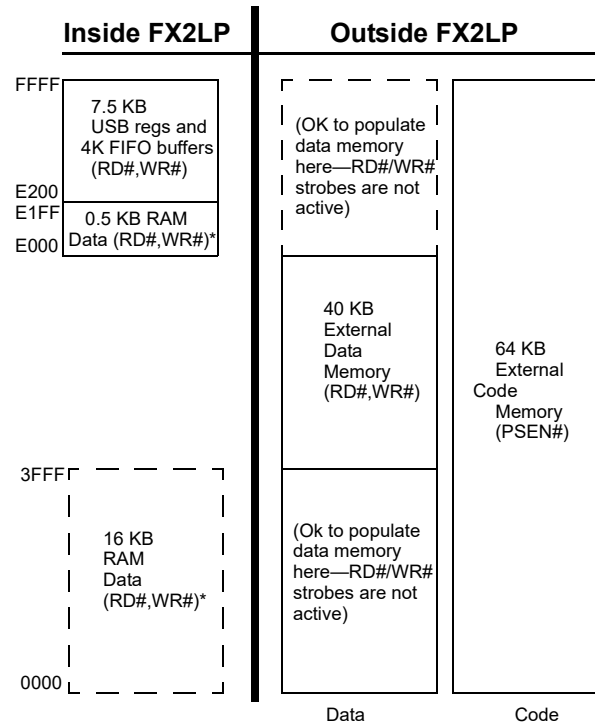 Inside FX2LP
Outside FX2LP
FFFF
7.5 KB
USB regs and
4K FIFO buffers
(RD#,WR#)
E200
E1FF
0.5 KB RAM
Data (RD#,WR#)*
E000
(OK to populate
data memory
here—RD#/WR#
strobes are not
active)
40 KB
External
Data
Memory
(RD#,WR#)
64 KB
External
Code
Memory
(PSEN#)
3FFF
16 KB
RAM
Data
(RD#,WR#)*
(Ok to populate
data memory
here—RD#/WR#
strobes are not
active)
0000
Data
Code